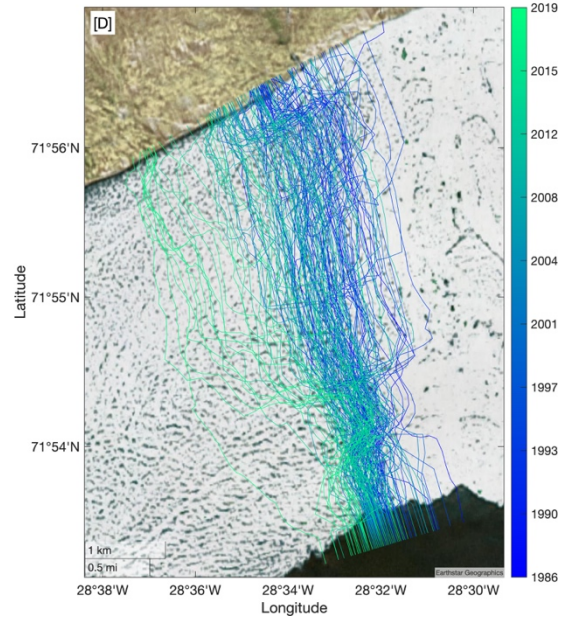 [D]
2019
2015
2012
2008
2004
2001
1997
1993
1990
1986
71°56'N
71°55'N
71°54'N
Latitude
1 km
0.5 mi
Earthstar Geographics
28°38'W
28°36'W
28°34'W
28°32'W
28°30'W
Longitude